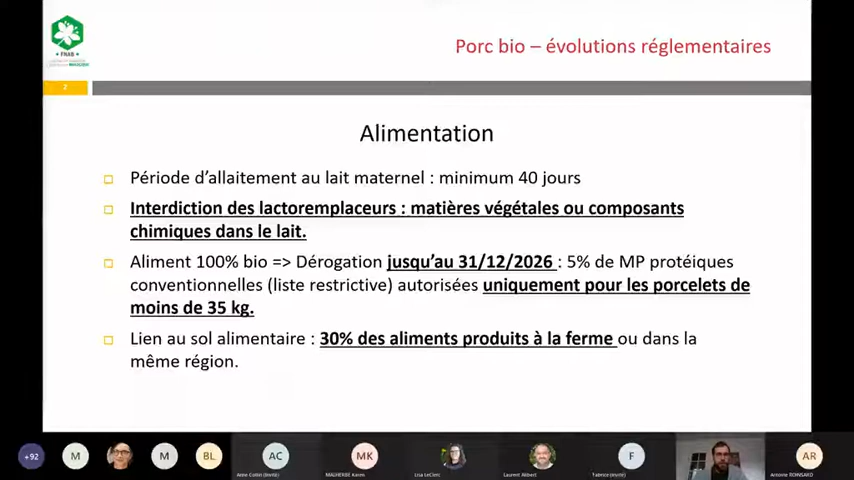 Porc bio – évolutions réglementaires
FNAB
2
Alimentation
Période d'allaitement au lait maternel : minimum 40 jours
Interdiction des lactoremplaceurs : matières végétales ou composants
chimiques dans le lait.
Aliment 100% bio => Dérogation jusqu'au 31/12/2026 : 5% de MP protéiques
conventionnelles (liste restrictive) autorisées uniquement pour les porcelets de
moins de 35 kg.
Lien au sol alimentaire : 30% des aliments produits à la ferme ou dans la
même région.
+92
M
M
BL
AC
MK
F
AR
MALHERBE Karen
Lisa LeClerc
Laurent Alibert
Antoine ROINSARD